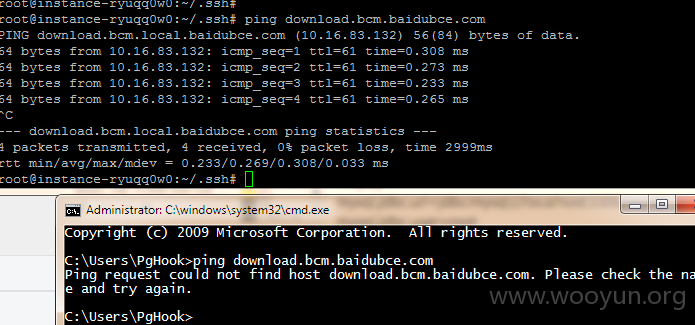 root@instance-ryuqq0w0:~/.ssh#
root@instance-ryuqq0w0:~/.ssh# ping download.bcm.baidubce.com
PING download.bcm.local.baidubce.com (10.16.83.132) 56(84) bytes of data.
64 bytes from 10.16.83.132: icmp_seq=1 ttl=61 time=0.308 ms
64 bytes from 10.16.83.132: icmp_seq=2 ttl=61 time=0.273 ms
64 bytes from 10.16.83.132: icmp_seq=3 ttl=61 time=0.233 ms
64 bytes from 10.16.83.132: icmp_seq=4 ttl=61 time=0.265 ms
^C
--- download.bcm.local.baidubce.com ping statistics ---
4 packets transmitted, 4 received, 0% packet loss, time 2999ms
rtt min/avg/max/mdev = 0.233/0.269/0.308/0.033 ms
root@instance-ryuqq0w0:~/.ssh#
Administrator: C:\windows\system32\cmd.exe
Copyright (c) 2009 Microsoft Corporation.  All rights reserved.
C:\Users\PgHook>ping download.bcm.baidubce.com
Ping request could not find host download.bcm.baidubce.com. Please check the na
e and try again.
C:\Users\PgHook>
www.wooyun.org